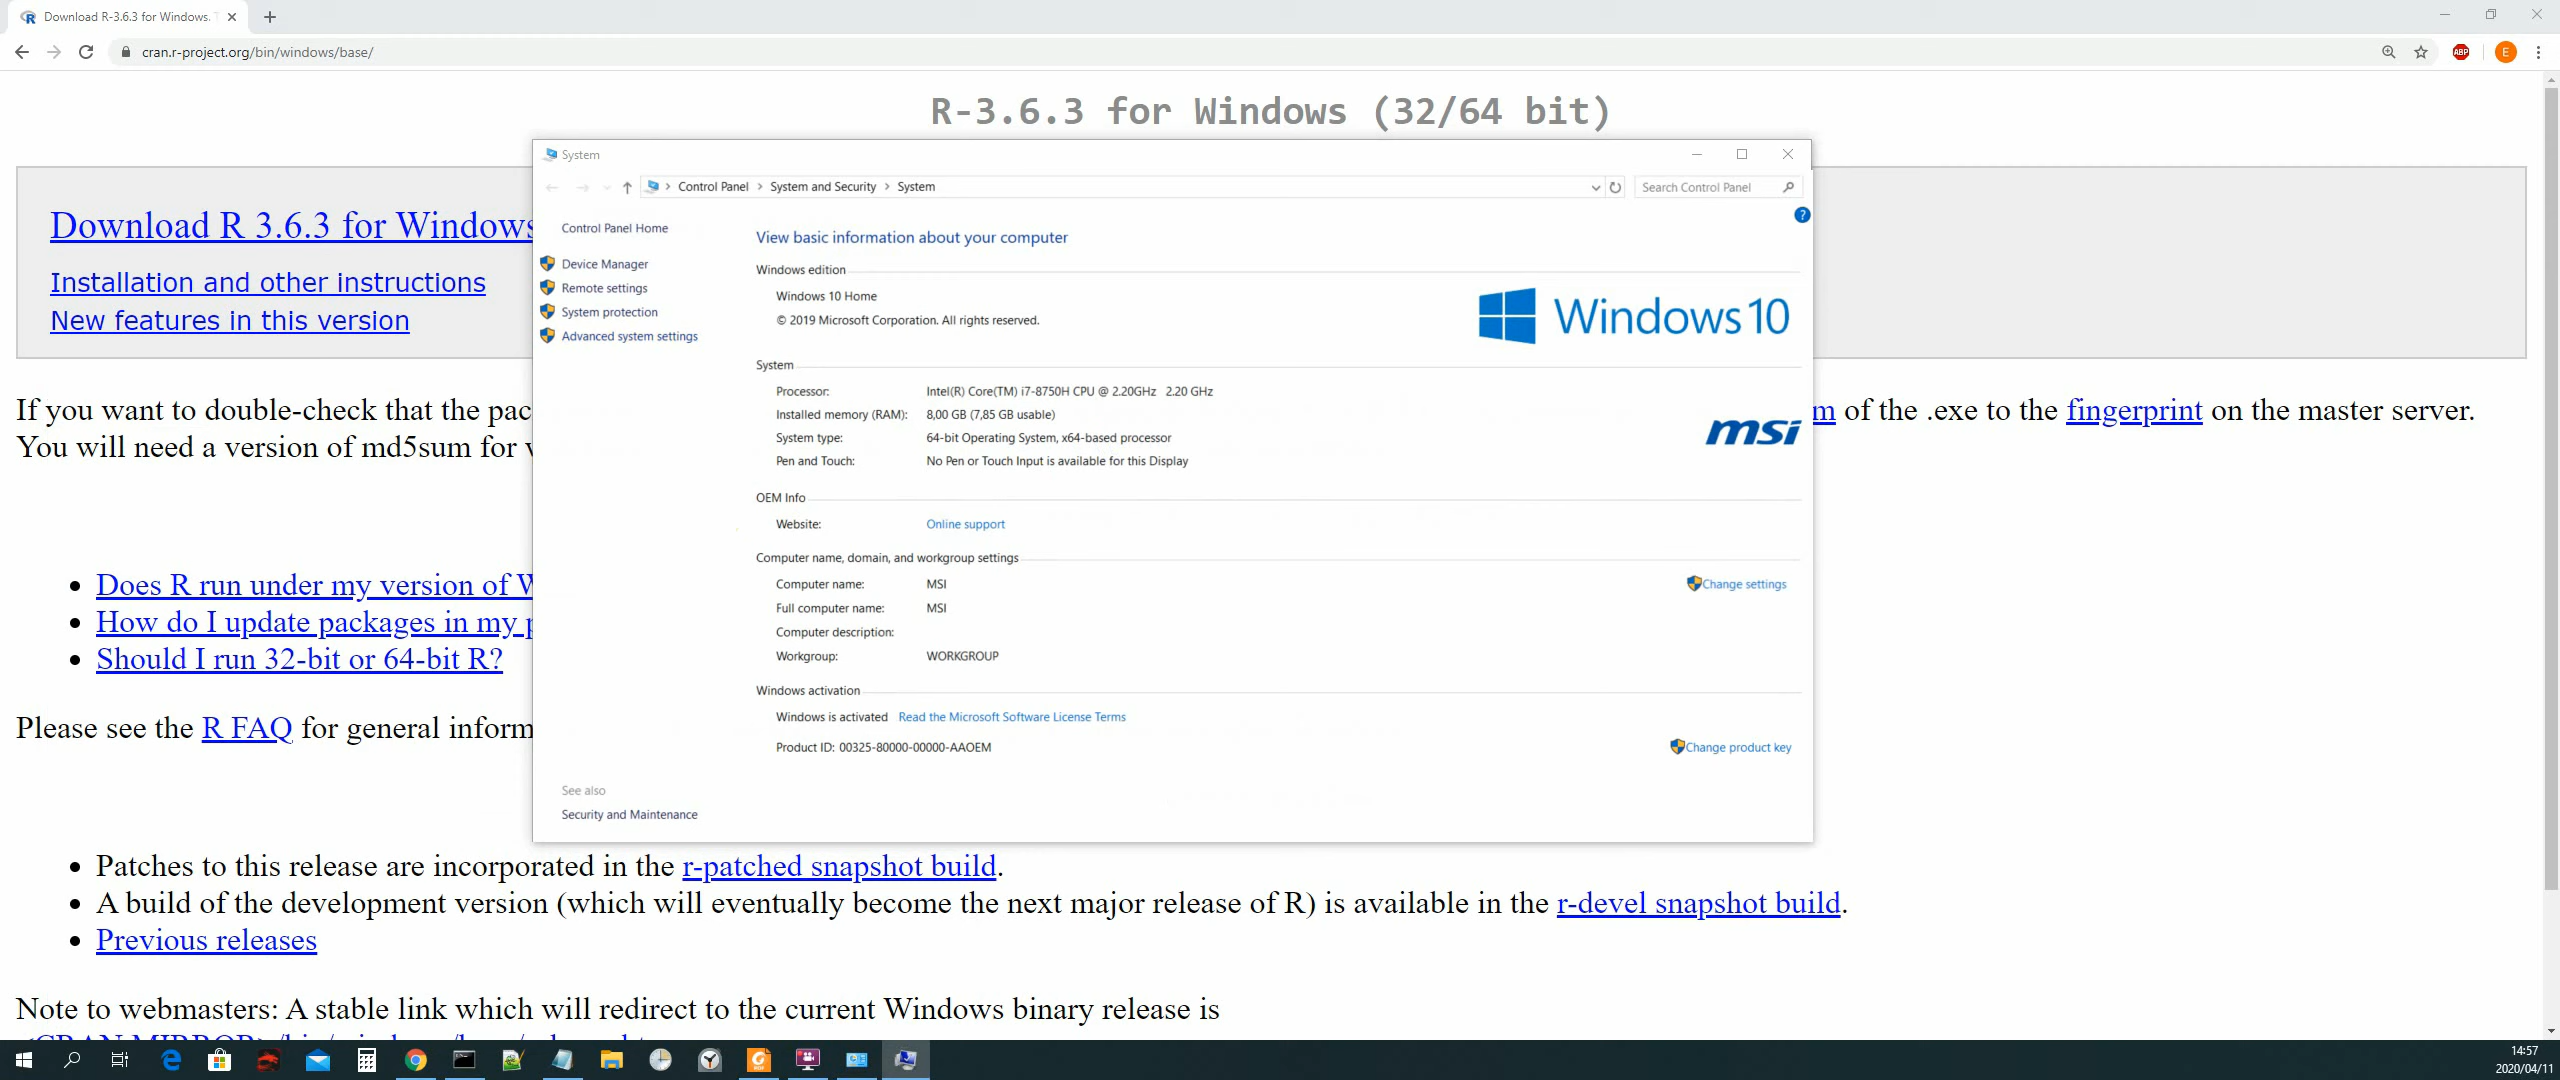 Download R-3.6.3 for Windows. T
cran.r-project.org/bin/windows/base/
ABP
E
R-3.6.3 for Windows (32/64 bit)
Download R 3.6.3 for Windows
Installation and other instructions
New features in this version
If you want to double-check that the pac
m of the .exe to the fingerprint on the master server.
You will need a version of md5sum for
Does R run under my version of W
How do I update packages in my p
Should I run 32-bit or 64-bit R?
Please see the R FAQ for general inform
System
Control Panel > System and Security > System
Search Control Panel
?
Control Panel Home
Device Manager
Remote settings
System protection
Advanced system settings
View basic information about your computer
Windows edition
Windows 10 Home
© 2019 Microsoft Corporation. All rights reserved.
Windows 10
System
Processor: Intel(R) Core(TM) i7-8750H CPU @ 2.20GHz 2.20 GHz
Installed memory (RAM): 8,00 GB (7,85 GB usable)
System type: 64-bit Operating System, x64-based processor
Pen and Touch: No Pen or Touch Input is available for this Display
msi
OEM Info
Website: Online support
Computer name, domain, and workgroup settings
Computer name: MSI
Change settings
Full computer name: MSI
Computer description:
Workgroup: WORKGROUP
Windows activation
Windows is activated Read the Microsoft Software License Terms
Product ID: 00325-80000-00000-AAOEM
Change product key
See also
Security and Maintenance
Patches to this release are incorporated in the r-patched snapshot build.
A build of the development version (which will eventually become the next major release of R) is available in the r-devel snapshot build.
Previous releases
Note to webmasters: A stable link which will redirect to the current Windows binary release is
14:57
2020/04/11